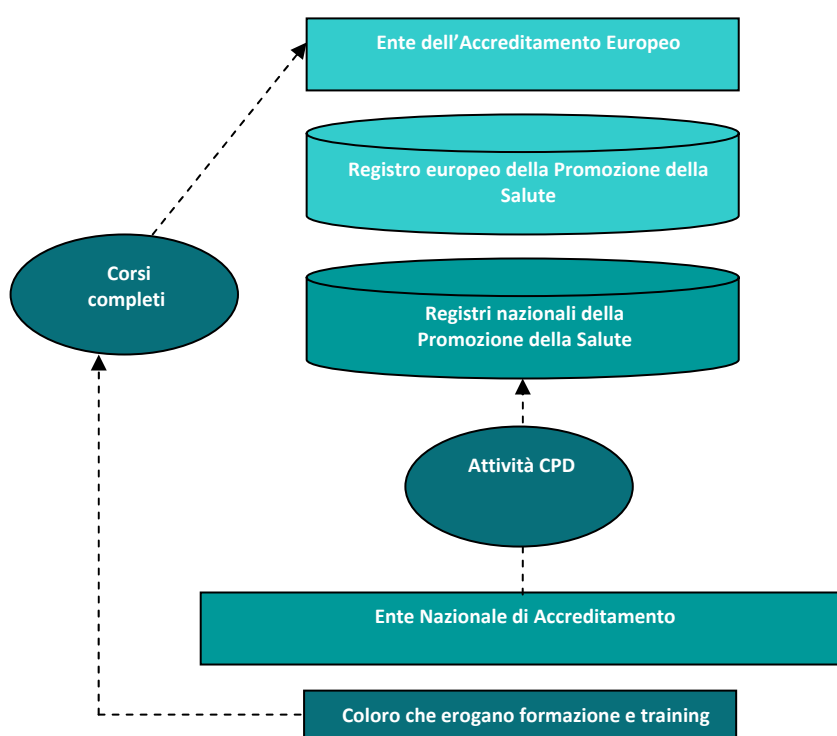 Ente dell’Accreditamento Europeo
Registro europeo della Promozione della
Salute
Corsi
completi
Registri nazionali della
Promozione della Salute
Attività CPD
Ente Nazionale di Accreditamento
Coloro che erogano formazione e training